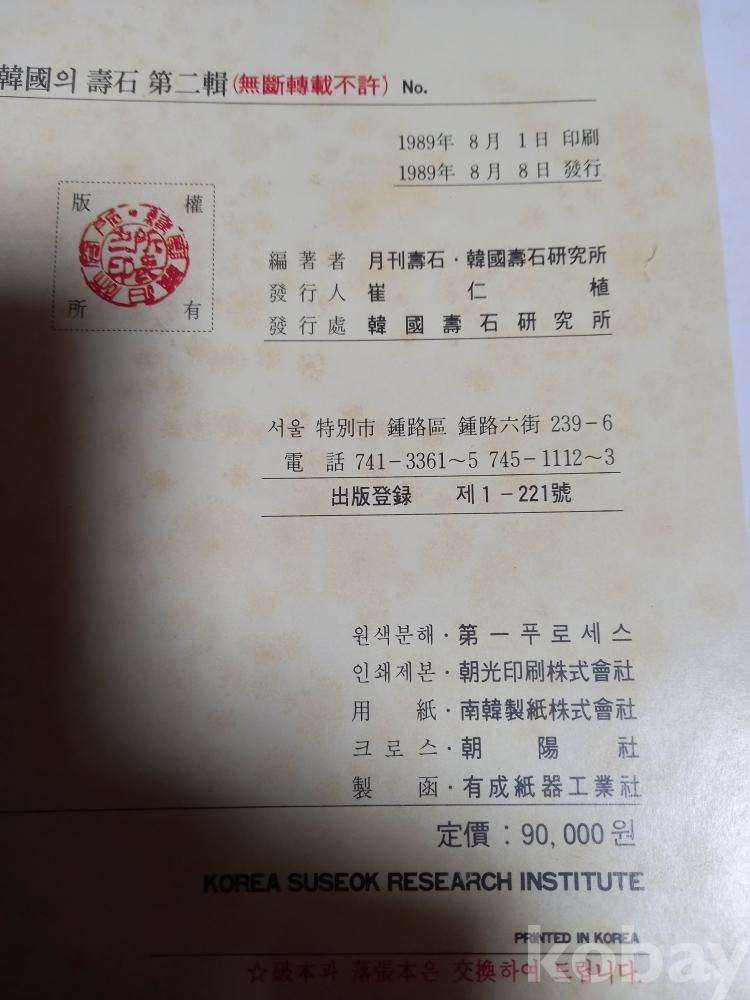 韓國의 壽石 第二輯 (無斷轉載不許) No.
1989年 8月 1日 印刷
1989年 8月 8日 發行
版權
所有
編著者 月刊壽石·韓國壽石研究所
發行人 崔仁植
發行處 韓國壽石研究所
서울 特別市 鍾路區 鍾路六街 239-6
電話 741-3361~5 745-1112~3
出版登録 제1-221號
원색분해·第一푸로세스
인쇄제본·朝光印刷株式會社
用紙·南韓製紙株式會社
크로스·朝陽社
製函·有成紙器工業社
定價: 90,000원
KOREA SUSEOK RESEARCH INSTITUTE
PRINTED IN KOREA
☆破本과 落張本은 交換하여 드립니다.
kobay